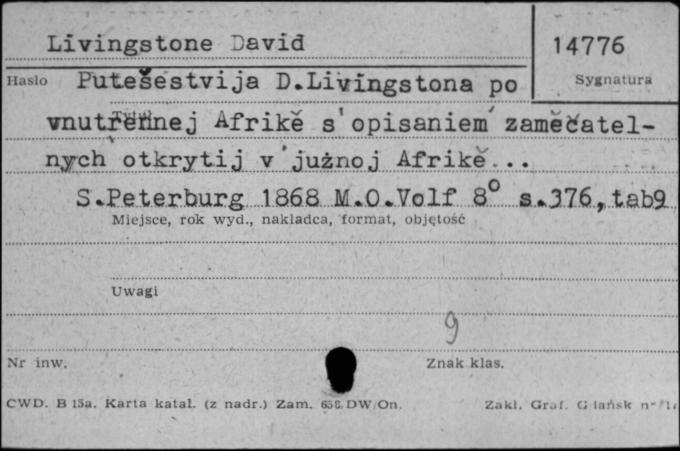 Livingstone David
14776
Hasło
Sygnatura
Putešestvija D.Livingstona po
vnutrennej Afrikě s opisaniem zaměčatel-
nych otkrytij v južnoj Afrikě...
S.Peterburg 1868 M.O.Volf 8° s.376,tab9
Miejsce, rok wyd., nakładca, format, objętość
Uwagi
9
Nr inw.
Znak klas.
CWD. B 15a. Karta katal. (z nadr.) Zam. 658. DW/On.
Zakł. Graf. Gdańsk